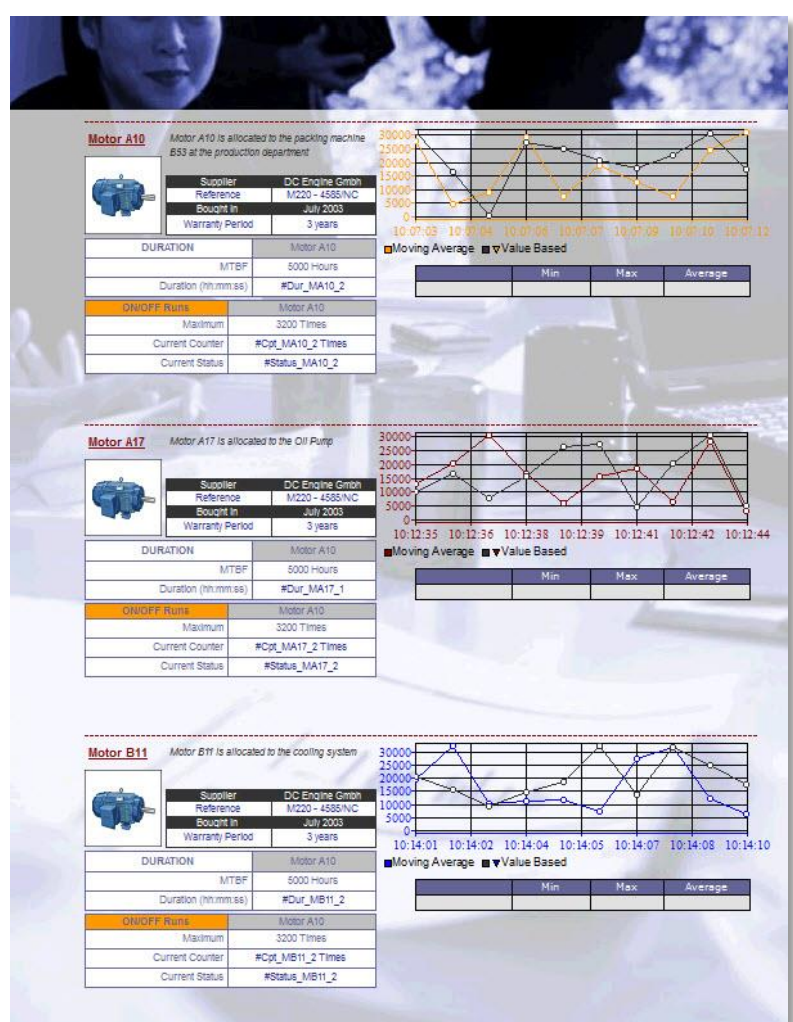 Motor A10
Motor A10 is allocated to the packing machine
B53 at the production department
Supplier DC Engine Gmbh
Reference M220 - 4585/NC
Bought in July 2003
Warranty Period 3 years
DURATION Motor A10
MTBF 5000 Hours
Duration (hh:mm:ss) #Dur_MA10_2
ON/OFF Runs Motor A10
Maximum 3200 Times
Current Counter #Cpt_MA10_2 Times
Current Status #Status_MA10_2
30000
25000
20000
15000
10000
5000
0
10:07:03 10:07:04 10:07:06 10:07:07 10:07:09 10:07:10 10:07:12
Moving Average Value Based
Min Max Average
Motor A17
Motor A17 is allocated to the Oil Pump
Supplier DC Engine Gmbh
Reference M220 - 4585/NC
Bought in July 2003
Warranty Period 3 years
DURATION Motor A10
MTBF 5000 Hours
Duration (hh:mm:ss) #Dur_MA17_1
ON/OFF Runs Motor A10
Maximum 3200 Times
Current Counter #Cpt_MA17_2 Times
Current Status #Status_MA17_2
30000
25000
20000
15000
10000
5000
0
10:12:35 10:12:36 10:12:38 10:12:39 10:12:41 10:12:42 10:12:44
Moving Average Value Based
Min Max Average
Motor B11
Motor B11 is allocated to the cooling system
Supplier DC Engine Gmbh
Reference M220 - 4585/NC
Bought in July 2003
Warranty Period 3 years
DURATION Motor A10
MTBF 5000 Hours
Duration (hh:mm:ss) #Dur_MB11_2
ON/OFF Runs Motor A10
Maximum 3200 Times
Current Counter #Cpt_MB11_2 Times
Current Status #Status_MB11_2
30000
25000
20000
15000
10000
5000
0
10:14:01 10:14:02 10:14:04 10:14:05 10:14:07 10:14:08 10:14:10
Moving Average Value Based
Min Max Average